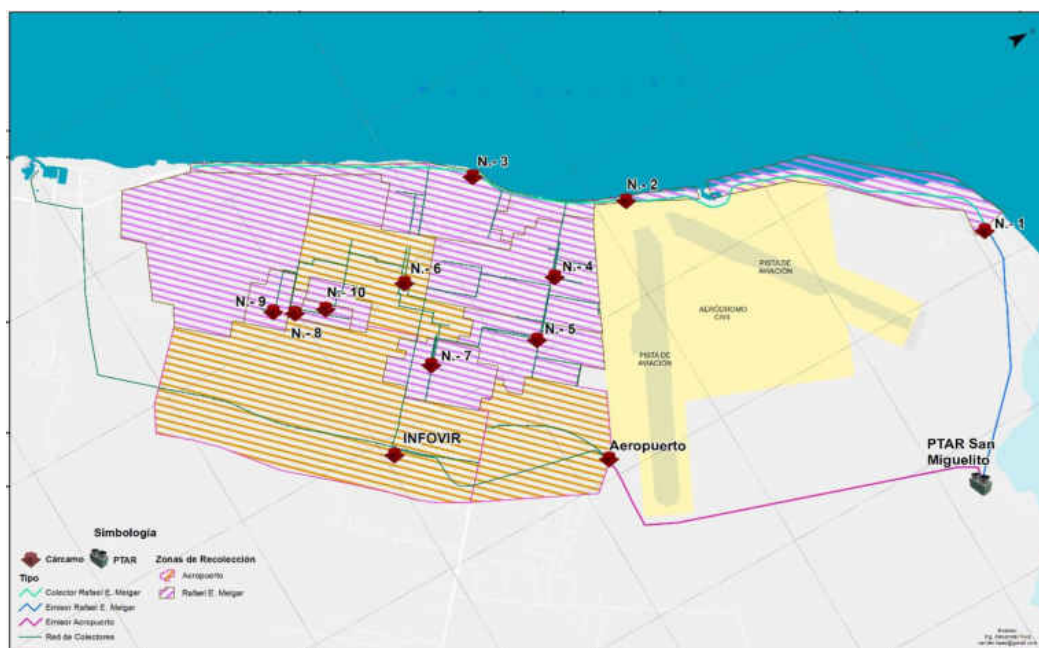 N.- 3
N.- 2
N.- 1
N.- 6
N.- 4
N.- 10
N.- 9
N.- 8
N.- 5
N.- 7
PISTA DE
AVIACIÓN
AERÓDROMO
CIVIL
PISTA DE
AVIACIÓN
INFOVIR
Aeropuerto
PTAR San
Miguelito
Simbología
Cárcamo
PTAR
Zonas de Recolección
Aeropuerto
Rafael E. Melgar
Tipo
Colector Rafael E. Melgar
Emisor Rafael E. Melgar
Emisor Aeropuerto
Red de Colectores